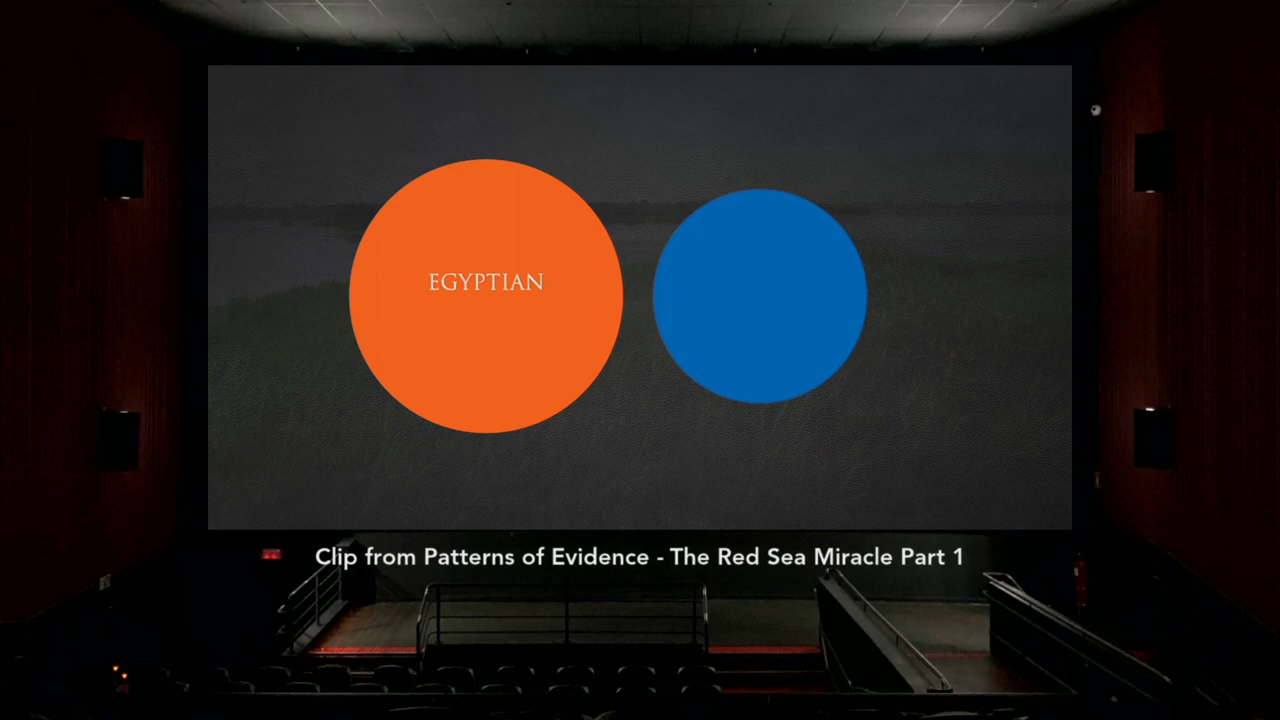 EGYPTIAN
Clip from Patterns of Evidence - The Red Sea Miracle Part 1